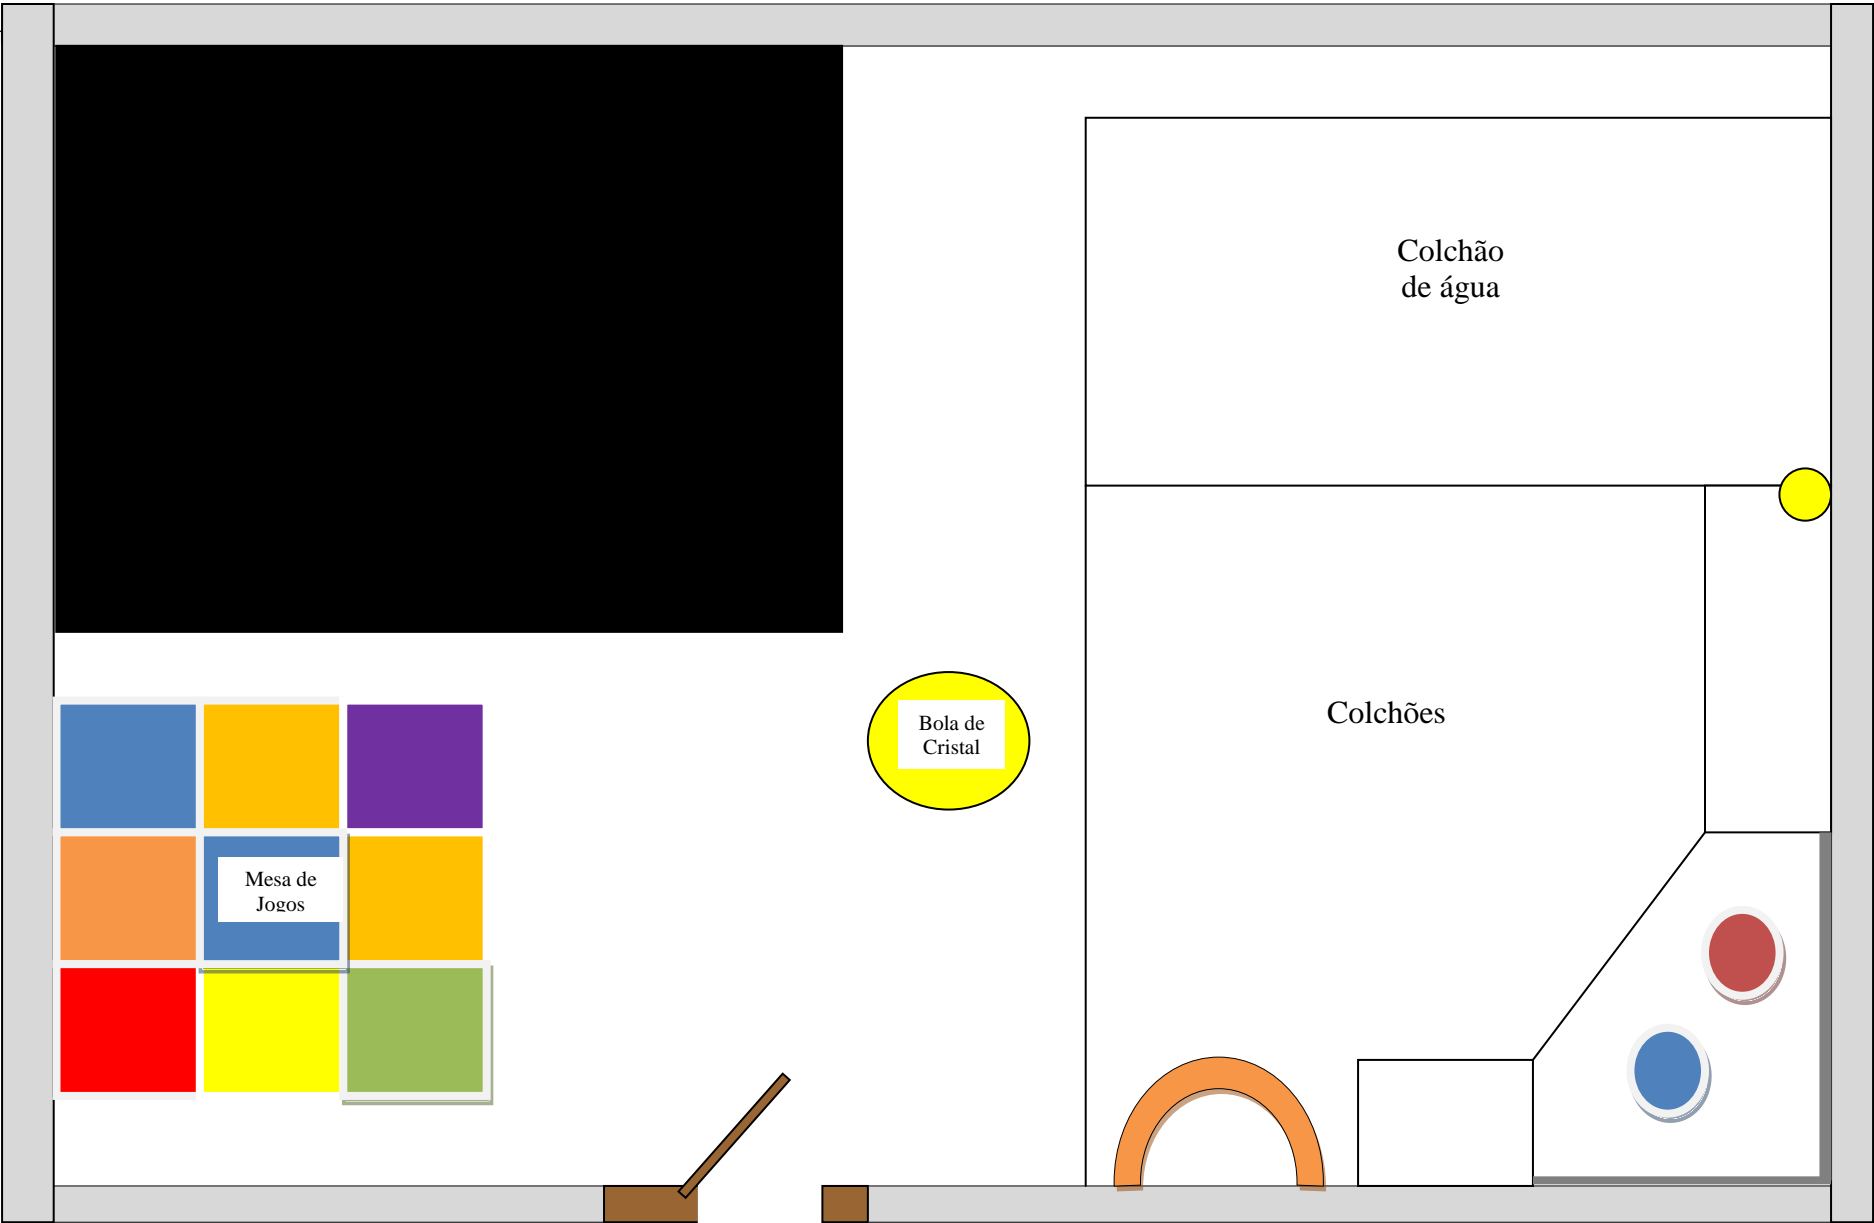 Colchão
de água
Colchões
Bola de
Cristal
Mesa de
Jogos